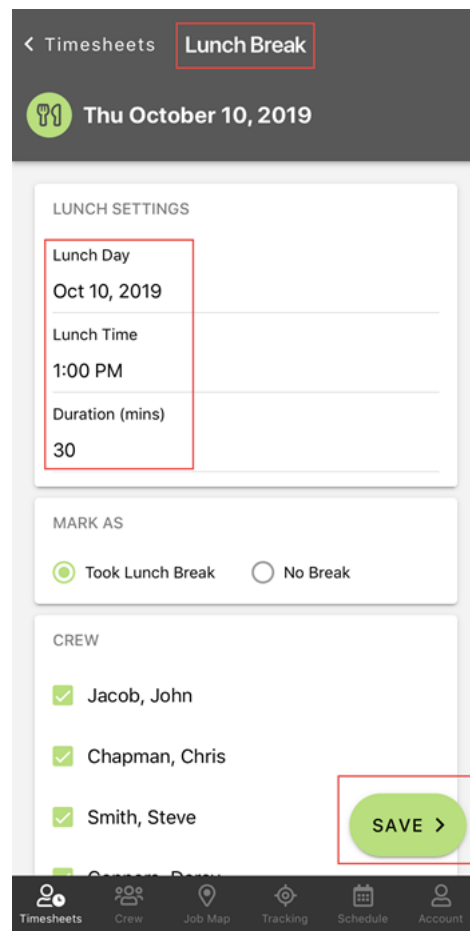 Timesheets Lunch Break
Thu October 10, 2019
LUNCH SETTINGS
Lunch Day
Oct 10, 2019
Lunch Time
1:00 PM
Duration (mins)
30
MARK AS
Took Lunch Break No Break
CREW
Jacob, John
Chapman, Chris
Smith, Steve
SAVE
Timesheets Crew Job Map Tracking Schedule Account